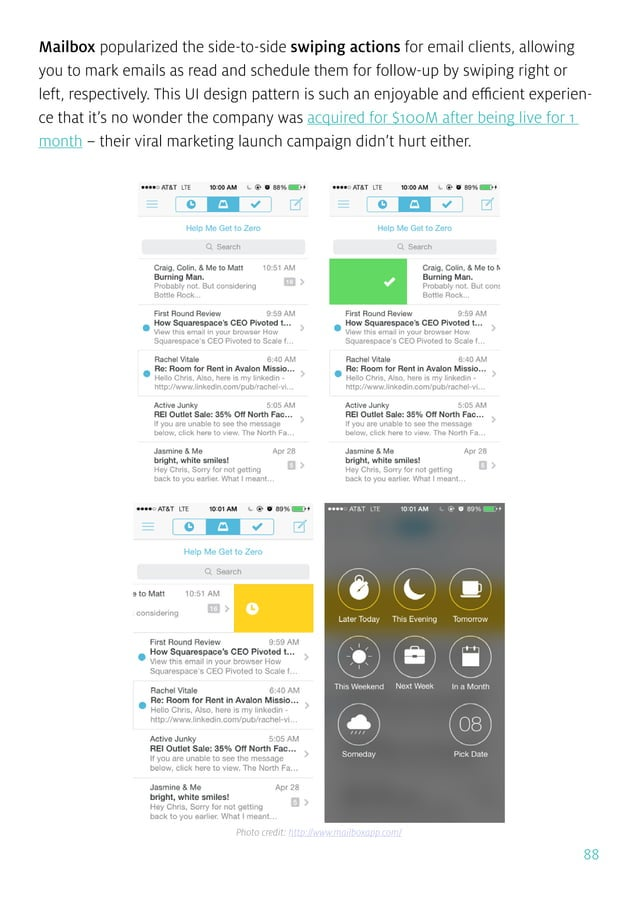 Mailbox popularized the side-to-side swiping actions for email clients, allowing
you to mark emails as read and schedule them for follow-up by swiping right or
left, respectively. This UI design pattern is such an enjoyable and efficient experien-
ce that it's no wonder the company was acquired for $100M after being live for 1
month – their viral marketing launch campaign didn't hurt either.
AT&T LTE 10:00 AM 88%
Help Me Get to Zero
Search
Craig, Colin, & Me to Matt 10:51 AM
Burning Man.
Probably not. But considering 16
Bottle Rock...
First Round Review 9:59 AM
How Squarespace's CEO Pivoted t...
View this email in your browser How
Squarespace's CEO Pivoted to Scale f...
Rachel Vitale 6:40 AM
Re: Room for Rent in Avalon Missio...
Hello Chris, Also, here is my linkedin -
http://www.linkedin.com/pub/rachel-vi...
Active Junky 5:05 AM
REI Outlet Sale: 35% Off North Fac...
If you are unable to see the message
below, click here to view. The North Fa...
Jasmine & Me Apr 28
bright, white smiles!
Hey Chris, Sorry for not getting 5
back to you earlier. What I meant...
AT&T LTE 10:00 AM 89%
Help Me Get to Zero
Search
Craig, Colin, & Me to M
Burning Man.
Probably not. But cons
Bottle Rock...
First Round Review 9:59 AM
How Squarespace's CEO Pivoted t...
View this email in your browser How
Squarespace's CEO Pivoted to Scale f...
Rachel Vitale 6:40 AM
Re: Room for Rent in Avalon Missio...
Hello Chris, Also, here is my linkedin -
http://www.linkedin.com/pub/rachel-vi...
Active Junky 5:05 AM
REI Outlet Sale: 35% Off North Fac...
If you are unable to see the message
below, click here to view. The North Fa...
Jasmine & Me Apr 28
bright, white smiles!
Hey Chris, Sorry for not getting 5
back to you earlier. What I meant...
AT&T LTE 10:01 AM 89%
Help Me Get to Zero
Search
e to Matt 10:51 AM
considering 16
First Round Review 9:59 AM
How Squarespace's CEO Pivoted t...
View this email in your browser How
Squarespace's CEO Pivoted to Scale f...
Rachel Vitale 6:40 AM
Re: Room for Rent in Avalon Missio...
Hello Chris, Also, here is my linkedin -
http://www.linkedin.com/pub/rachel-vi...
Active Junky 5:05 AM
REI Outlet Sale: 35% Off North Fac...
If you are unable to see the message
below, click here to view. The North Fa...
Jasmine & Me Apr 28
bright, white smiles!
Hey Chris, Sorry for not getting 5
back to you earlier. What I meant...
AT&T LTE 10:01 AM 89%
Later Today This Evening Tomorrow
This Weekend Next Week In a Month
08
Someday Pick Date
Photo credit: http://www.mailboxapp.com/
88